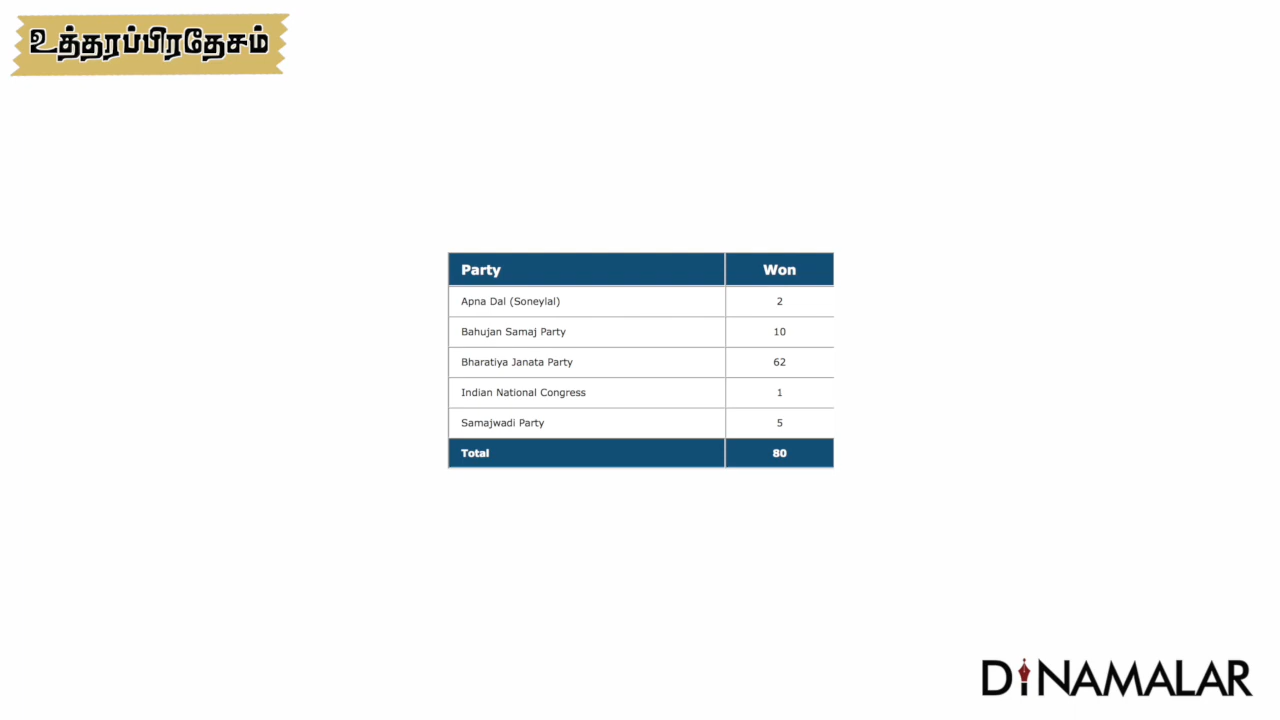 உத்தரப்பிரதேசம்
Party Won
Apna Dal (Soneylal) 2
Bahujan Samaj Party 10
Bharatiya Janata Party 62
Indian National Congress 1
Samajwadi Party 5
Total 80
DiNAMALAR